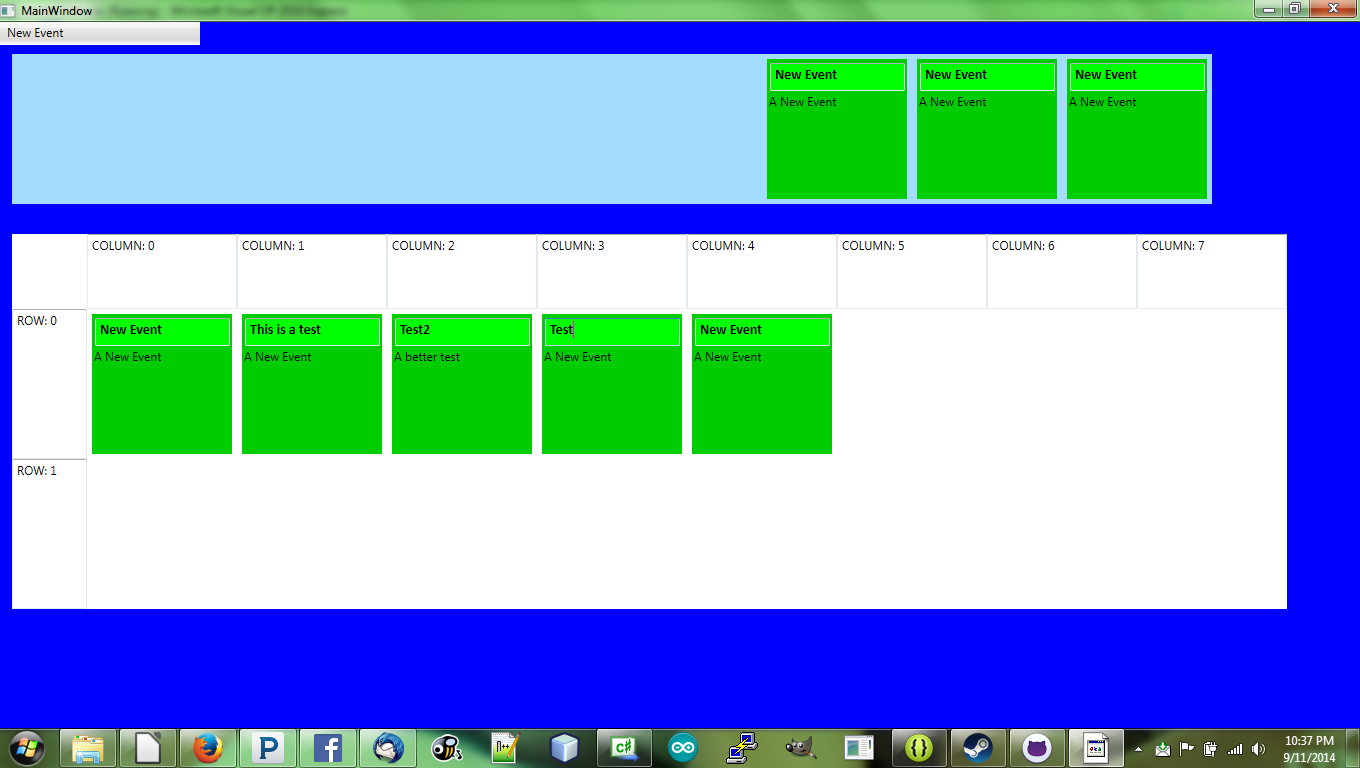 MainWindow
New Event
New Event
New Event
New Event
A New Event
A New Event
A New Event
COLUMN: 0
COLUMN: 1
COLUMN: 2
COLUMN: 3
COLUMN: 4
COLUMN: 5
COLUMN: 6
COLUMN: 7
ROW: 0
New Event
This is a test
Test2
Test
New Event
A New Event
A New Event
A better test
A New Event
A New Event
ROW: 1
P
f
n++
C#
{}
10:37 PM
9/11/2014